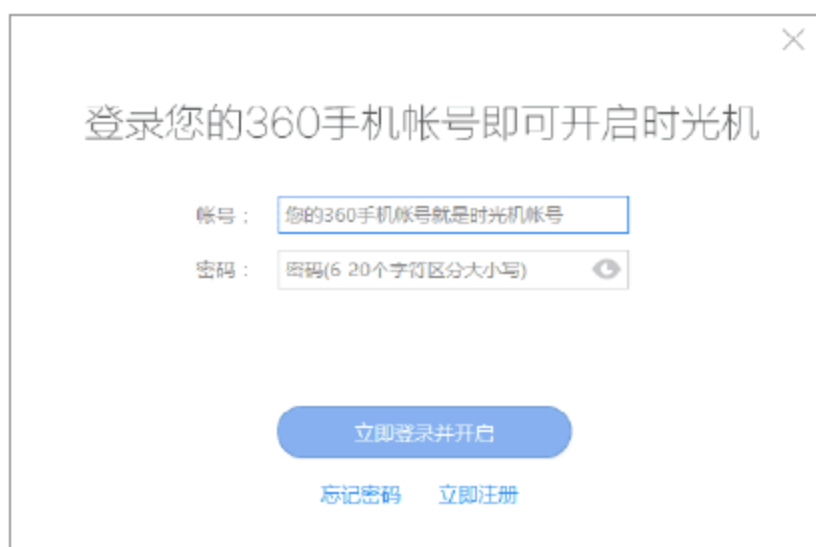 登录您的360手机帐号即可开启时光机
帐号： 您的360手机帐号就是时光机帐号
密码： 密码(6-20个字符区分大小写)
立即登录并开启
忘记密码 立即注册